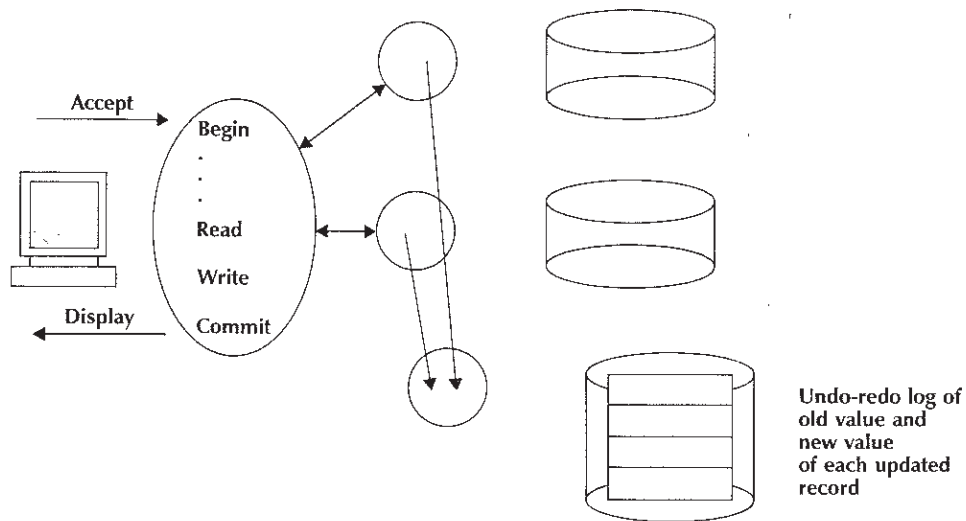 Accept
Begin
.
.
.
Read
Write
Display
Commit
Undo-redo log of
old value and
new value
of each updated
record